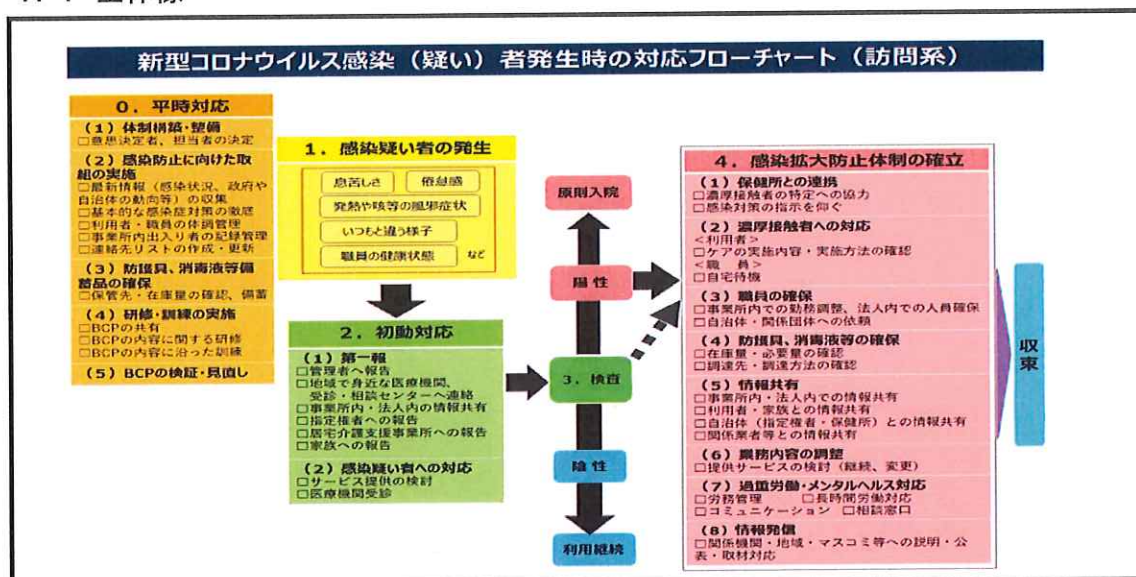 新型コロナウイルス感染（疑い）者発生時の対応フローチャート（訪問系）
０．平時対応
（１）体制構築・整備
□意思決定者、担当者の決定
（２）感染防止に向けた取
組の実施
□最新情報（感染状況、政府や
自治体の動向等）の収集
□基本的な感染症対策の徹底
□利用者・職員の体調管理
□事業所内出入り者の記録管理
□連絡先リストの作成・更新
（３）防護具、消毒液等備
蓄品の確保
□保管先・在庫量の確認、備蓄
（４）研修・訓練の実施
□BCPの共有
□BCPの内容に関する研修
□BCPの内容に沿った訓練
（５）BCPの検証・見直し
１．感染疑い者の発生
息苦しさ
倦怠感
発熱や咳等の風邪症状
いつもと違う様子
職員の健康状態
など
２．初動対応
（１）第一報
□管理者へ報告
□地域で身近な医療機関、
受診・相談センターへ連絡
□事業所内・法人内の情報共有
□指定権者への報告
□居宅介護支援事業所への報告
□家族への報告
（２）感染疑い者への対応
□サービス提供の検討
□医療機関受診
原則入院
陽性
３．検査
陰性
利用継続
４．感染拡大防止体制の確立
（１）保健所との連携
□濃厚接触者の特定への協力
□感染対策の指示を仰ぐ
（２）濃厚接触者への対応
＜利用者＞
□ケアの実施内容・実施方法の確認
＜職　員＞
□自宅待機
（３）職員の確保
□事業所内での勤務調整、法人内での人員確保
□自治体・関係団体への依頼
（４）防護具、消毒液等の確保
□在庫量・必要量の確認
□調達先・調達方法の確認
（５）情報共有
□事業所内・法人内での情報共有
□利用者・家族との情報共有
□自治体（指定権者・保健所）との情報共有
□関係業者等との情報共有
（６）業務内容の調整
□提供サービスの検討（継続、変更）
（７）過重労働・メンタルヘルス対応
□労務管理　□長時間労働対応
□コミュニケーション　□相談窓口
（８）情報発信
□関係機関・地域・マスコミ等への説明・公
表・取材対応
収束